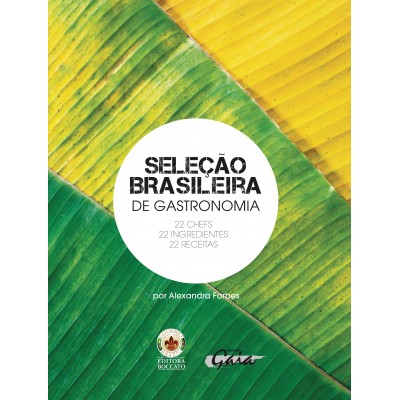 SELEÇÃO
BRASILEIRA
DE GASTRONOMIA
22 CHEFS
22 INGREDIENTES
22 RECEITAS
por Alexandra Forbes
EDITORA
BOCCATO
Gaia